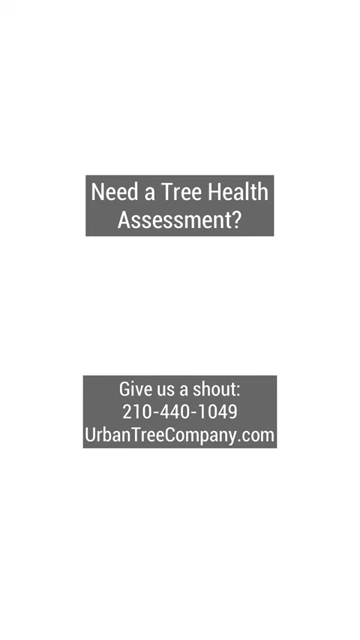 Need a Tree Health
Assessment?
Give us a shout:
210-440-1049
UrbanTreeCompany.com